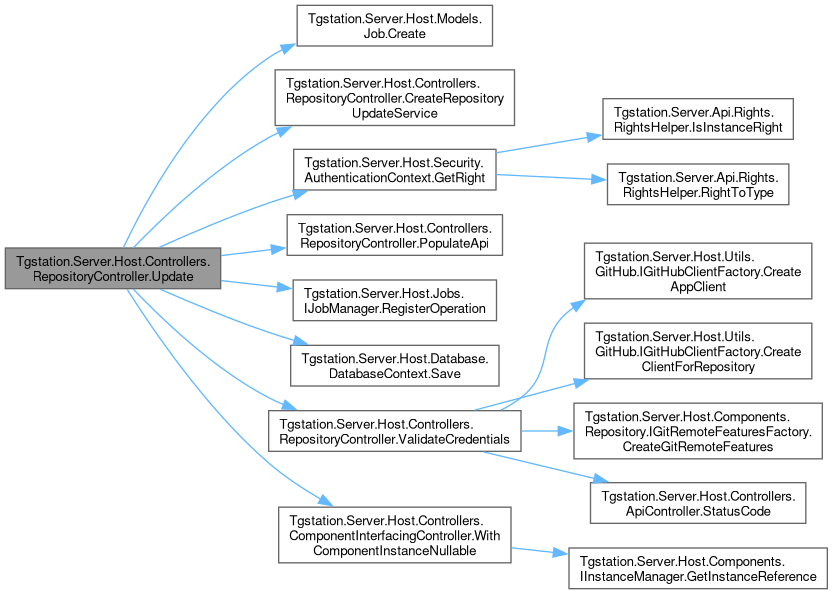 Tgstation.Server.Host.Controllers.
RepositoryController.Update
Tgstation.Server.Host.Models.
Job.Create
Tgstation.Server.Host.Controllers.
RepositoryController.CreateRepository
UpdateService
Tgstation.Server.Host.Security.
AuthenticationContext.GetRight
Tgstation.Server.Api.Rights.
RightsHelper.IsInstanceRight
Tgstation.Server.Api.Rights.
RightsHelper.RightToType
Tgstation.Server.Host.Controllers.
RepositoryController.PopulateApi
Tgstation.Server.Host.Jobs.
IJobManager.RegisterOperation
Tgstation.Server.Host.Database.
DatabaseContext.Save
Tgstation.Server.Host.Controllers.
RepositoryController.ValidateCredentials
Tgstation.Server.Host.Utils.
GitHub.IGitHubClientFactory.Create
AppClient
Tgstation.Server.Host.Utils.
GitHub.IGitHubClientFactory.Create
ClientForRepository
Tgstation.Server.Host.Components.
Repository.IGitRemoteFeaturesFactory.
CreateGitRemoteFeatures
Tgstation.Server.Host.Controllers.
ApiController.StatusCode
Tgstation.Server.Host.Controllers.
ComponentInterfacingController.With
ComponentInstanceNullable
Tgstation.Server.Host.Components.
IInstanceManager.GetInstanceReference